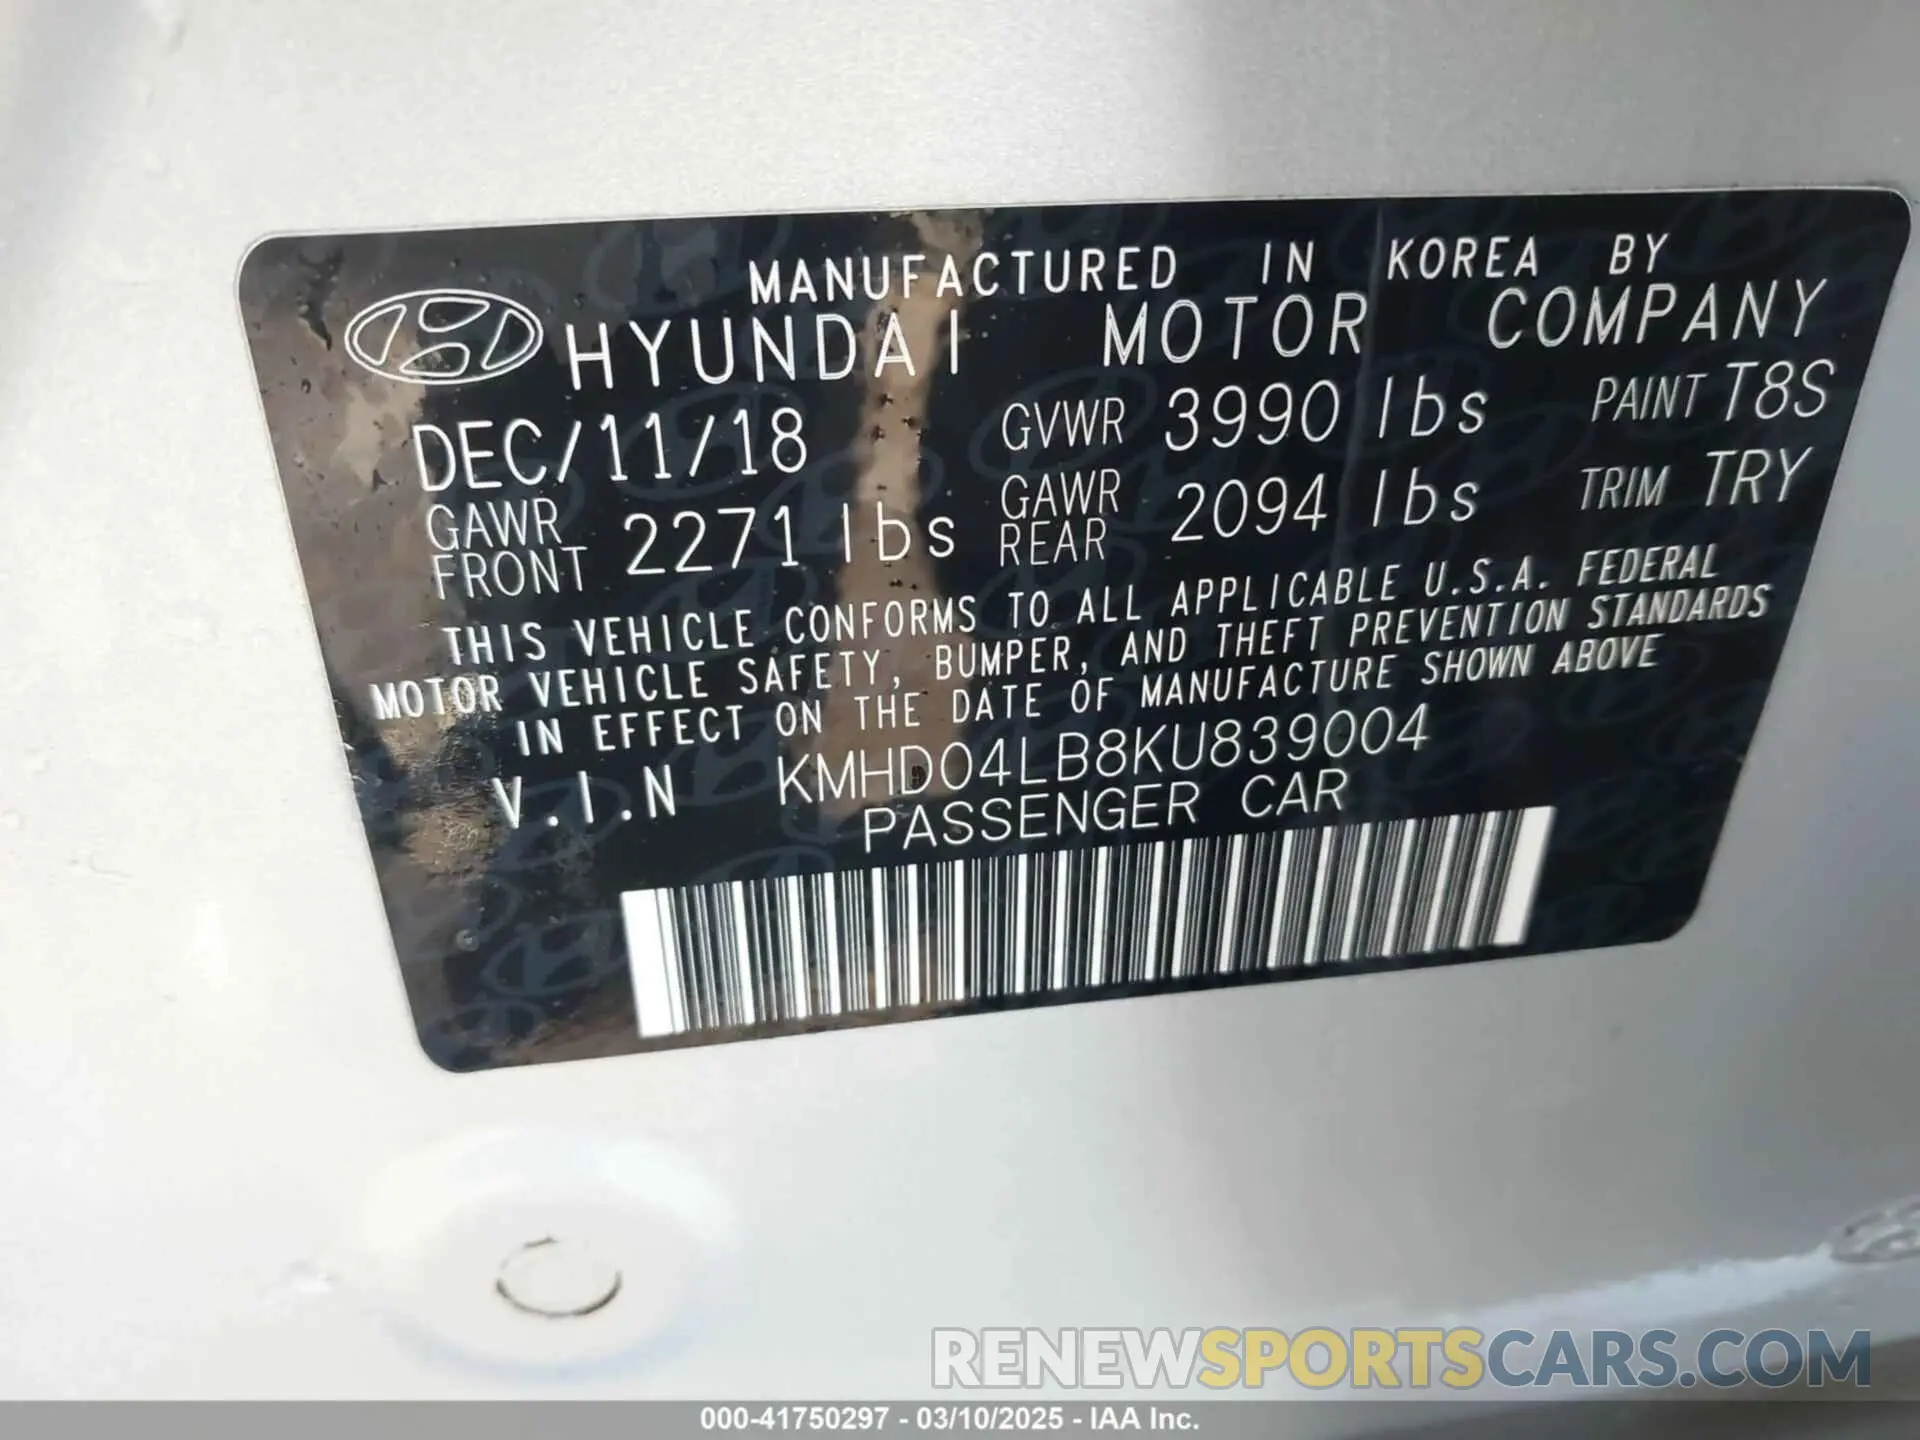 MANUFACTURED IN KOREA BY
HYUNDAI MOTOR COMPANY
DEC/11/18 GVWR 3990 lbs PAINT T8S
GAWR FRONT 2271 lbs GAWR REAR 2094 lbs TRIM TRY
THIS VEHICLE CONFORMS TO ALL APPLICABLE U.S.A. FEDERAL
MOTOR VEHICLE SAFETY, BUMPER, AND THEFT PREVENTION STANDARDS
IN EFFECT ON THE DATE OF MANUFACTURE SHOWN ABOVE
V.I.N KMHD04LB8KU839004
PASSENGER CAR
RENEWSPORTSCARS.COM
000-41750297 - 03/10/2025 - IAA Inc.